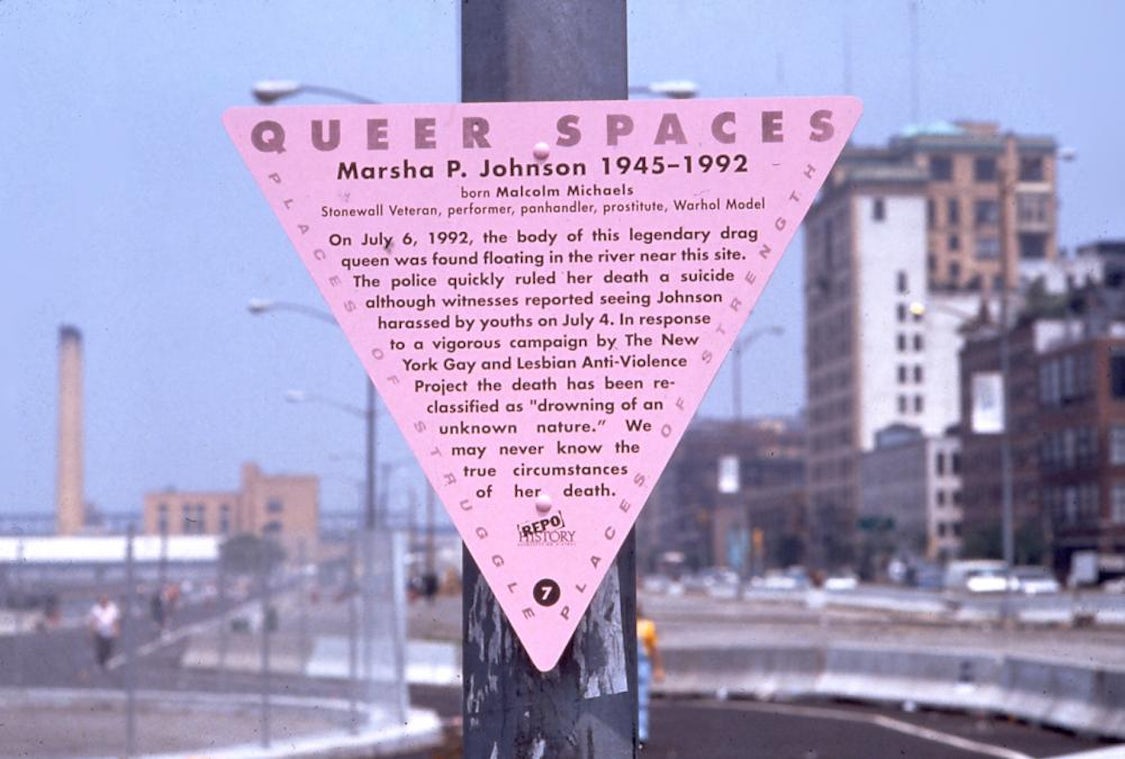 QUEER SPACES
Marsha P. Johnson 1945–1992
born Malcolm Michaels
Stonewall Veteran, performer, panhandler, prostitute, Warhol Model
On July 6, 1992, the body of this legendary drag
queen was found floating in the river near this site.
The police quickly ruled her death a suicide
although witnesses reported seeing Johnson
harassed by youths on July 4. In response
to a vigorous campaign by The New
York Gay and Lesbian Anti-Violence
Project the death has been re-
classified as "drowning of an
unknown nature." We
may never know the
true circumstances
of her death.
PLACES OF STRUGGLE
PLACES OF STRENGTH
REPO
HISTORY
7